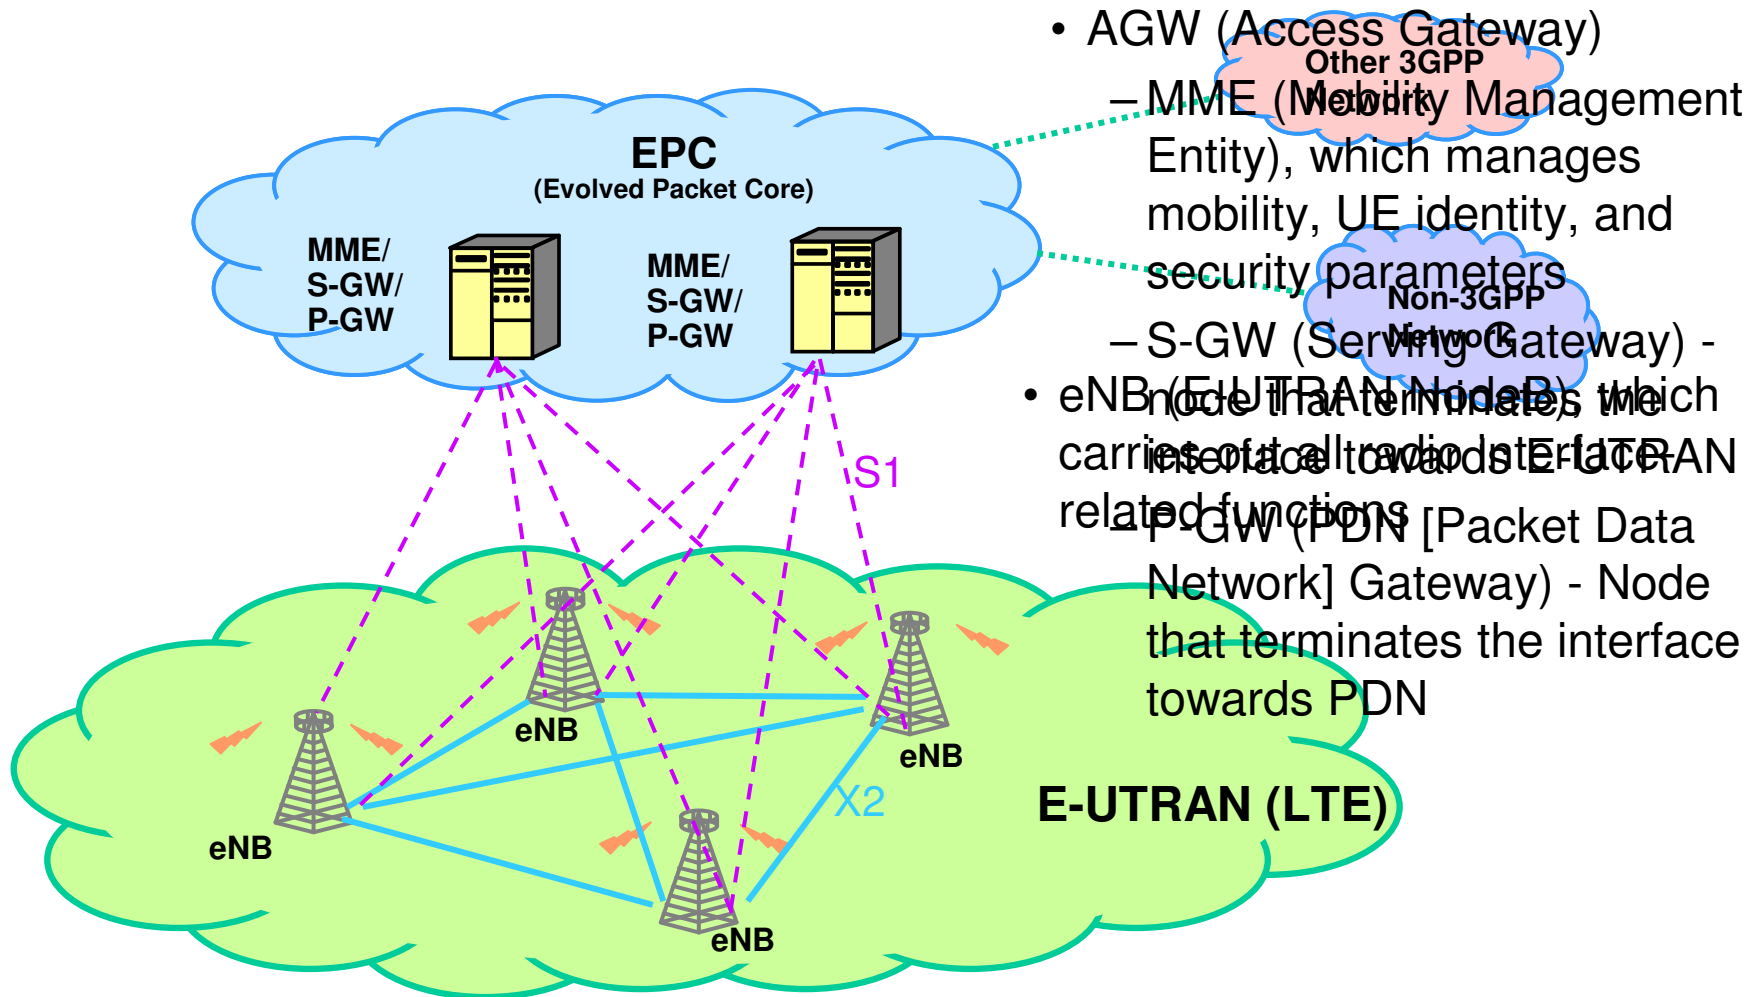 • AGW (Access Gateway)
– MME (Mobility Management
Entity), which manages
mobility, UE identity, and
security parameters
– S-GW (Serving Gateway) -
node that terminates the
interface towards E-UTRAN
– P-GW (PDN [Packet Data
Network] Gateway) - Node
that terminates the interface
towards PDN
• eNB (E-UTRAN NodeB), which
carries out all radio interface-
related functions
Other 3GPP
Network
Non-3GPP
Network
EPC
(Evolved Packet Core)
MME/
S-GW/
P-GW
MME/
S-GW/
P-GW
S1
eNB
eNB
eNB
eNB
X2
E-UTRAN (LTE)